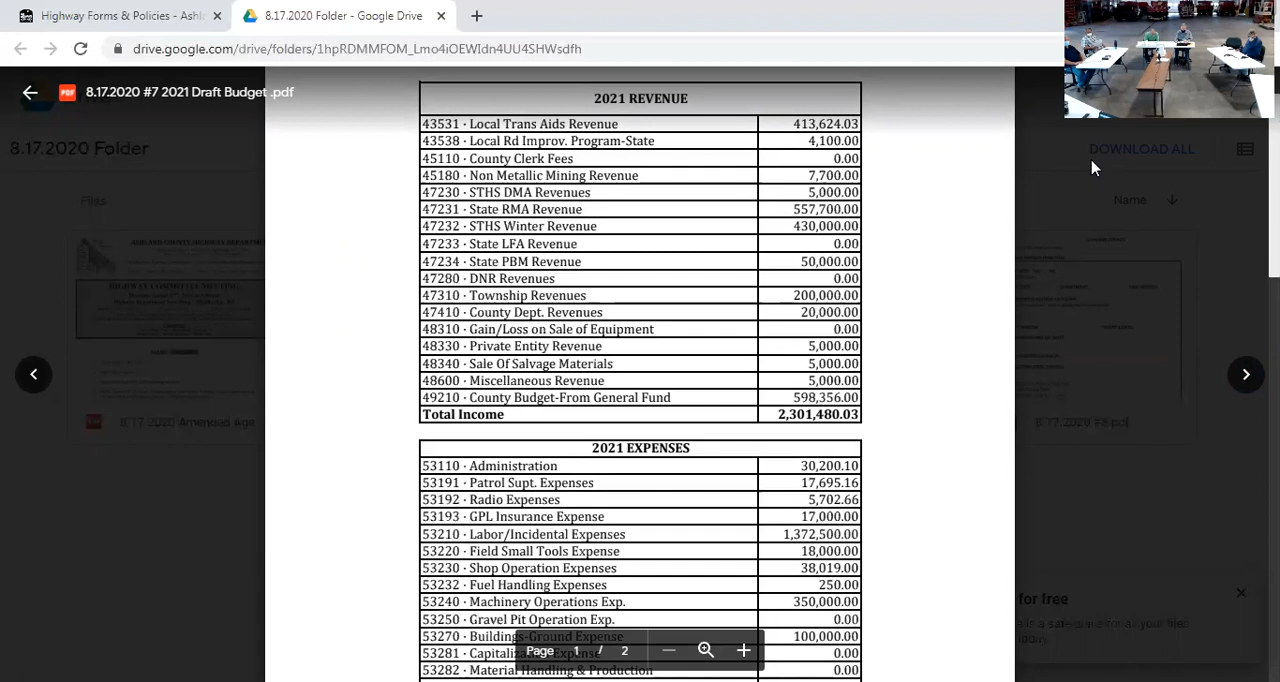 Highway Forms & Policies - Ashl
8.17.2020 Folder - Google Drive
drive.google.com/drive/folders/1hpRDMMFOM_Lmo4iOEWIdn4UU4SHWsdfh
8.17.2020 #7 2021 Draft Budget .pdf
8.17.2020 Folder
DOWNLOAD ALL
Files
Name
2021 REVENUE
43531 · Local Trans Aids Revenue 413,624.03
43538 · Local Rd Improv. Program-State 4,100.00
45110 · County Clerk Fees 0.00
45180 · Non Metallic Mining Revenue 7,700.00
47230 · STHS DMA Revenues 5,000.00
47231 · State RMA Revenue 557,700.00
47232 · STHS Winter Revenue 430,000.00
47233 · State LFA Revenue 0.00
47234 · State PBM Revenue 50,000.00
47280 · DNR Revenues 0.00
47310 · Township Revenues 200,000.00
47410 · County Dept. Revenues 20,000.00
48310 · Gain/Loss on Sale of Equipment 0.00
48330 · Private Entity Revenue 5,000.00
48340 · Sale Of Salvage Materials 5,000.00
48600 · Miscellaneous Revenue 5,000.00
49210 · County Budget-From General Fund 598,356.00
Total Income 2,301,480.03
2021 EXPENSES
53110 · Administration 30,200.10
53191 · Patrol Supt. Expenses 17,695.16
53192 · Radio Expenses 5,702.66
53193 · GPL Insurance Expense 17,000.00
53210 · Labor/Incidental Expenses 1,372,500.00
53220 · Field Small Tools Expense 18,000.00
53230 · Shop Operation Expenses 38,019.00
53232 · Fuel Handling Expenses 250.00
53240 · Machinery Operations Exp. 350,000.00
53250 · Gravel Pit Operation Exp. 0.00
53270 · Buildings-Ground Expense 100,000.00
53281 · 0.00
53282 · Material Handling & Production 0.00
Page 1 / 2
HIGHWAY COMMITTEE MEETING
8.17.2020 Amended Age
for free